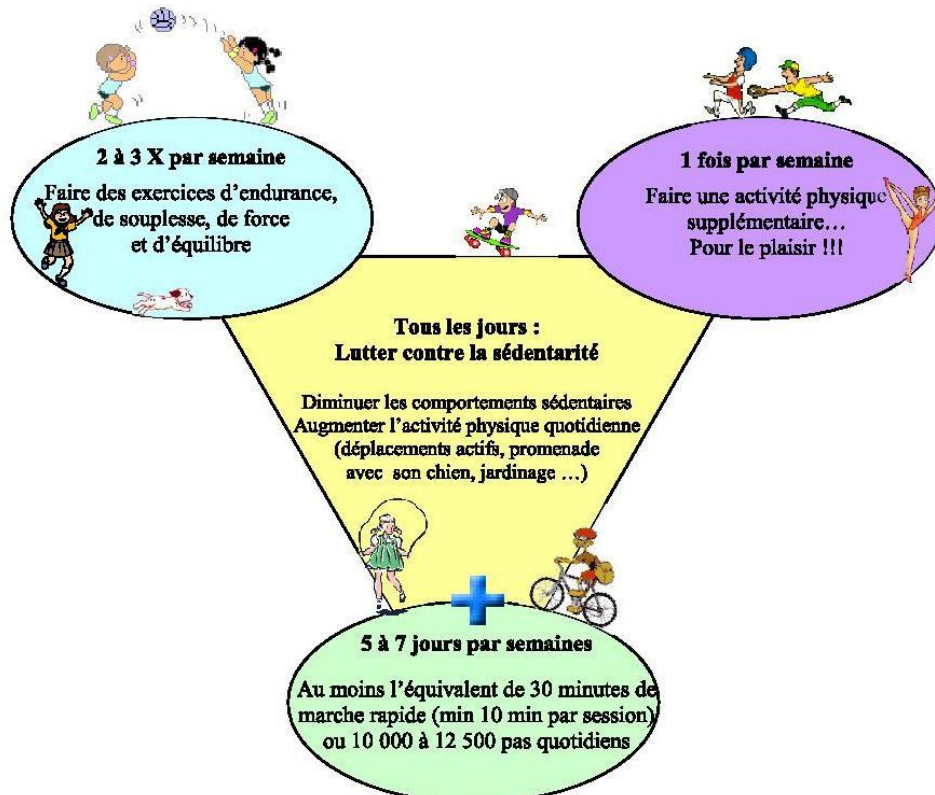 2 à 3 X par semaine
Faire des exercices d'endurance,
de souplesse, de force
et d'équilibre
1 fois par semaine
Faire une activité physique
supplémentaire…
Pour le plaisir !!!
Tous les jours :
Lutter contre la sédentarité
Diminuer les comportements sédentaires
Augmenter l'activité physique quotidienne
(déplacements actifs, promenade
avec son chien, jardinage …)
5 à 7 jours par semaines
Au moins l'équivalent de 30 minutes de
marche rapide (min 10 min par session)
ou 10 000 à 12 500 pas quotidiens